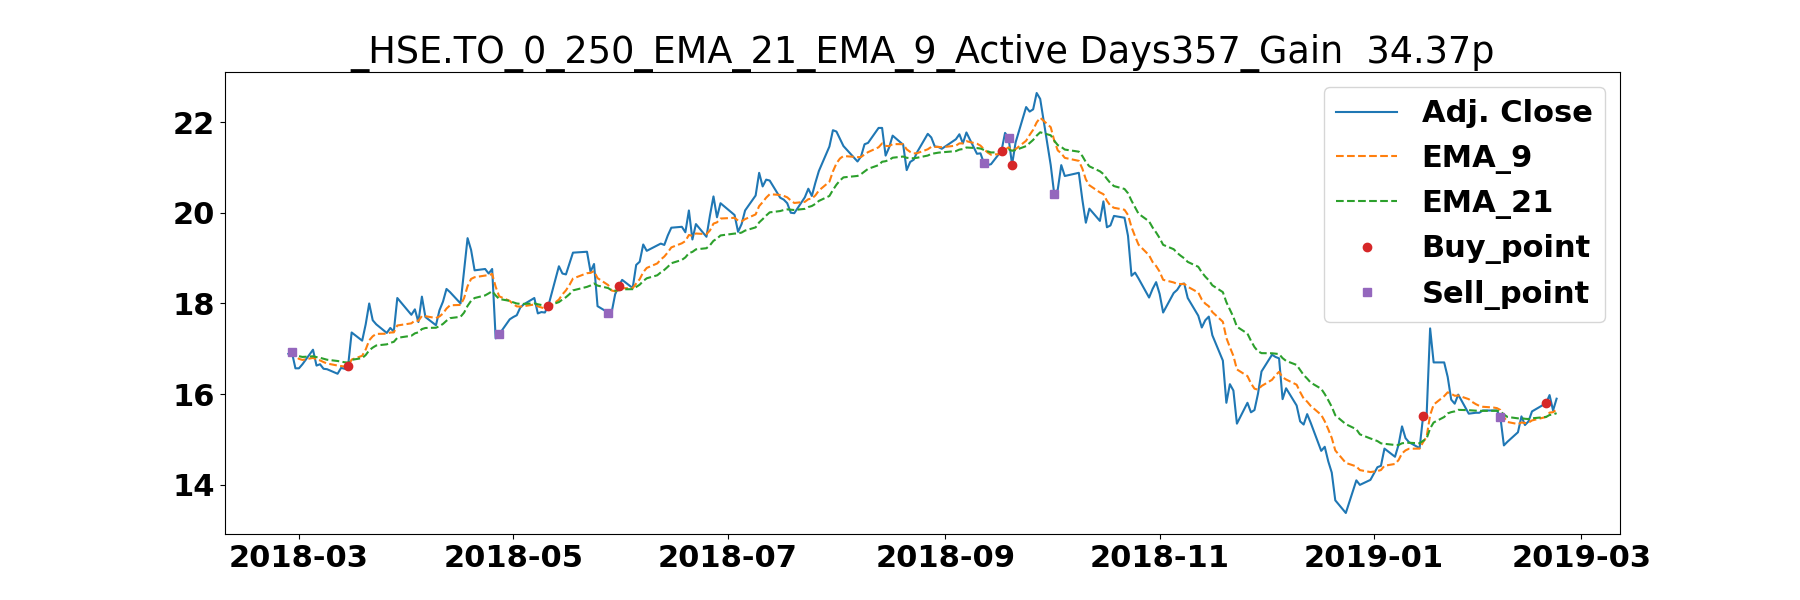 _HSE.TO_0_250_EMA_21_EMA_9_Active Days357_Gain  34.37p
Adj. Close
EMA_9
EMA_21
Buy_point
Sell_point
22
20
18
16
14
2018-03 2018-05 2018-07 2018-09 2018-11 2019-01 2019-03